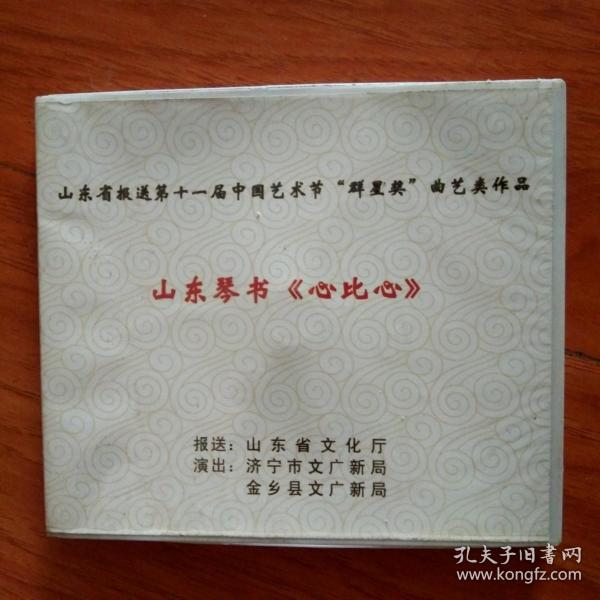 山东省报送第十一届中国艺术节“群星奖”曲艺类作品
山东琴书《心比心》
报送：山东省文化厅
演出：济宁市文广新局
金乡县文广新局
孔夫子旧書网
www.kongfz.com